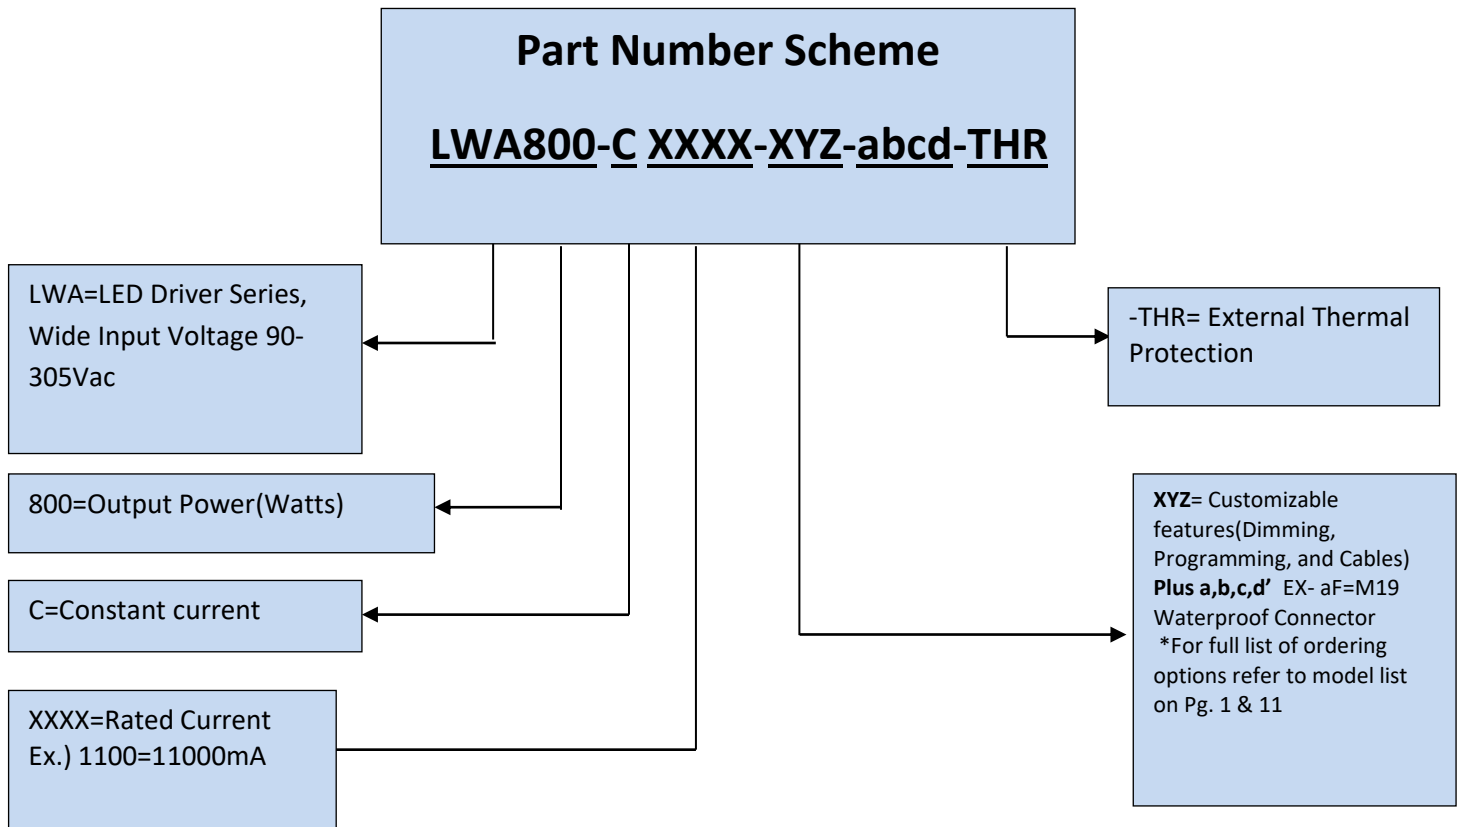 Part Number Scheme
LWA800-C XXXX-XYZ-abcd-THR
LWA=LED Driver Series,
Wide Input Voltage 90-
305Vac
-THR= External Thermal
Protection
800=Output Power(Watts)
XYZ= Customizable
features(Dimming,
Programming, and Cables)
Plus a,b,c,d’ EX- aF=M19
Waterproof Connector
*For full list of ordering
options refer to model list
on Pg. 1 & 11
C=Constant current
XXXX=Rated Current
Ex.) 1100=11000mA